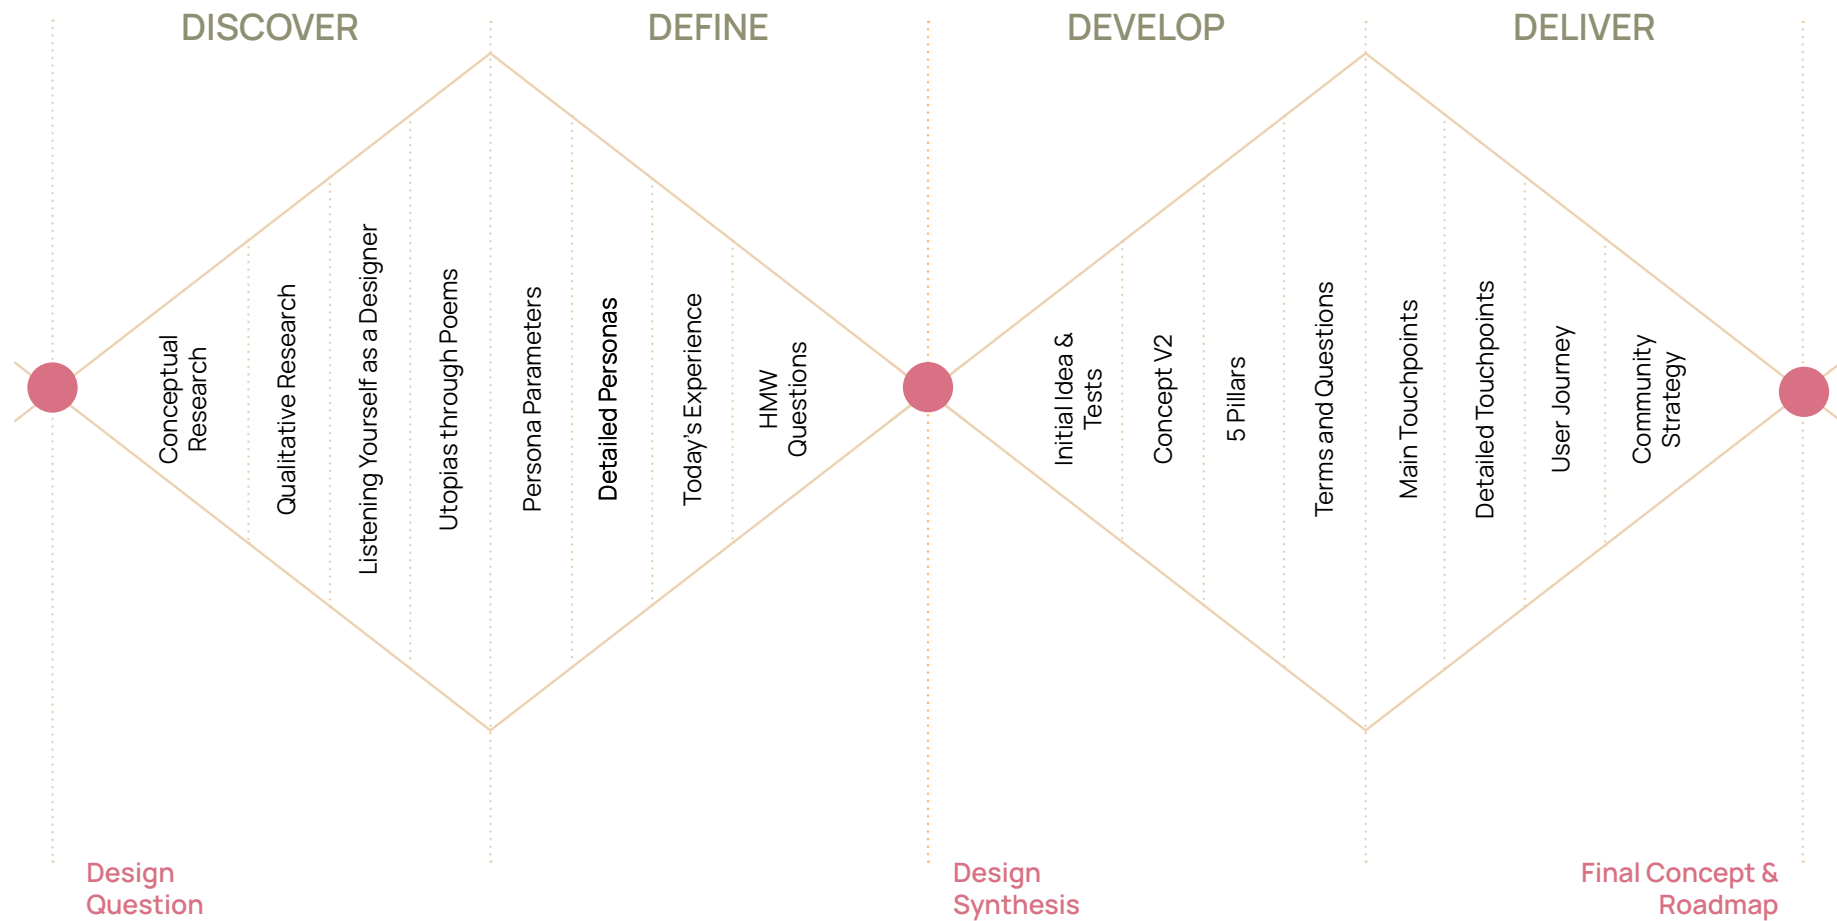 DISCOVER
DEFINE
DEVELOP
DELIVER
Conceptual
Research
Qualitative Research
Listening Yourself as a Designer
Utopias through Poems
Persona Parameters
Detailed Personas
Today's Experience
HMW
Questions
Initial Idea &
Tests
Concept V2
5 Pillars
Terms and Questions
Main Touchpoints
Detailed Touchpoints
User Journey
Community
Strategy
Design
Question
Design
Synthesis
Final Concept &
Roadmap